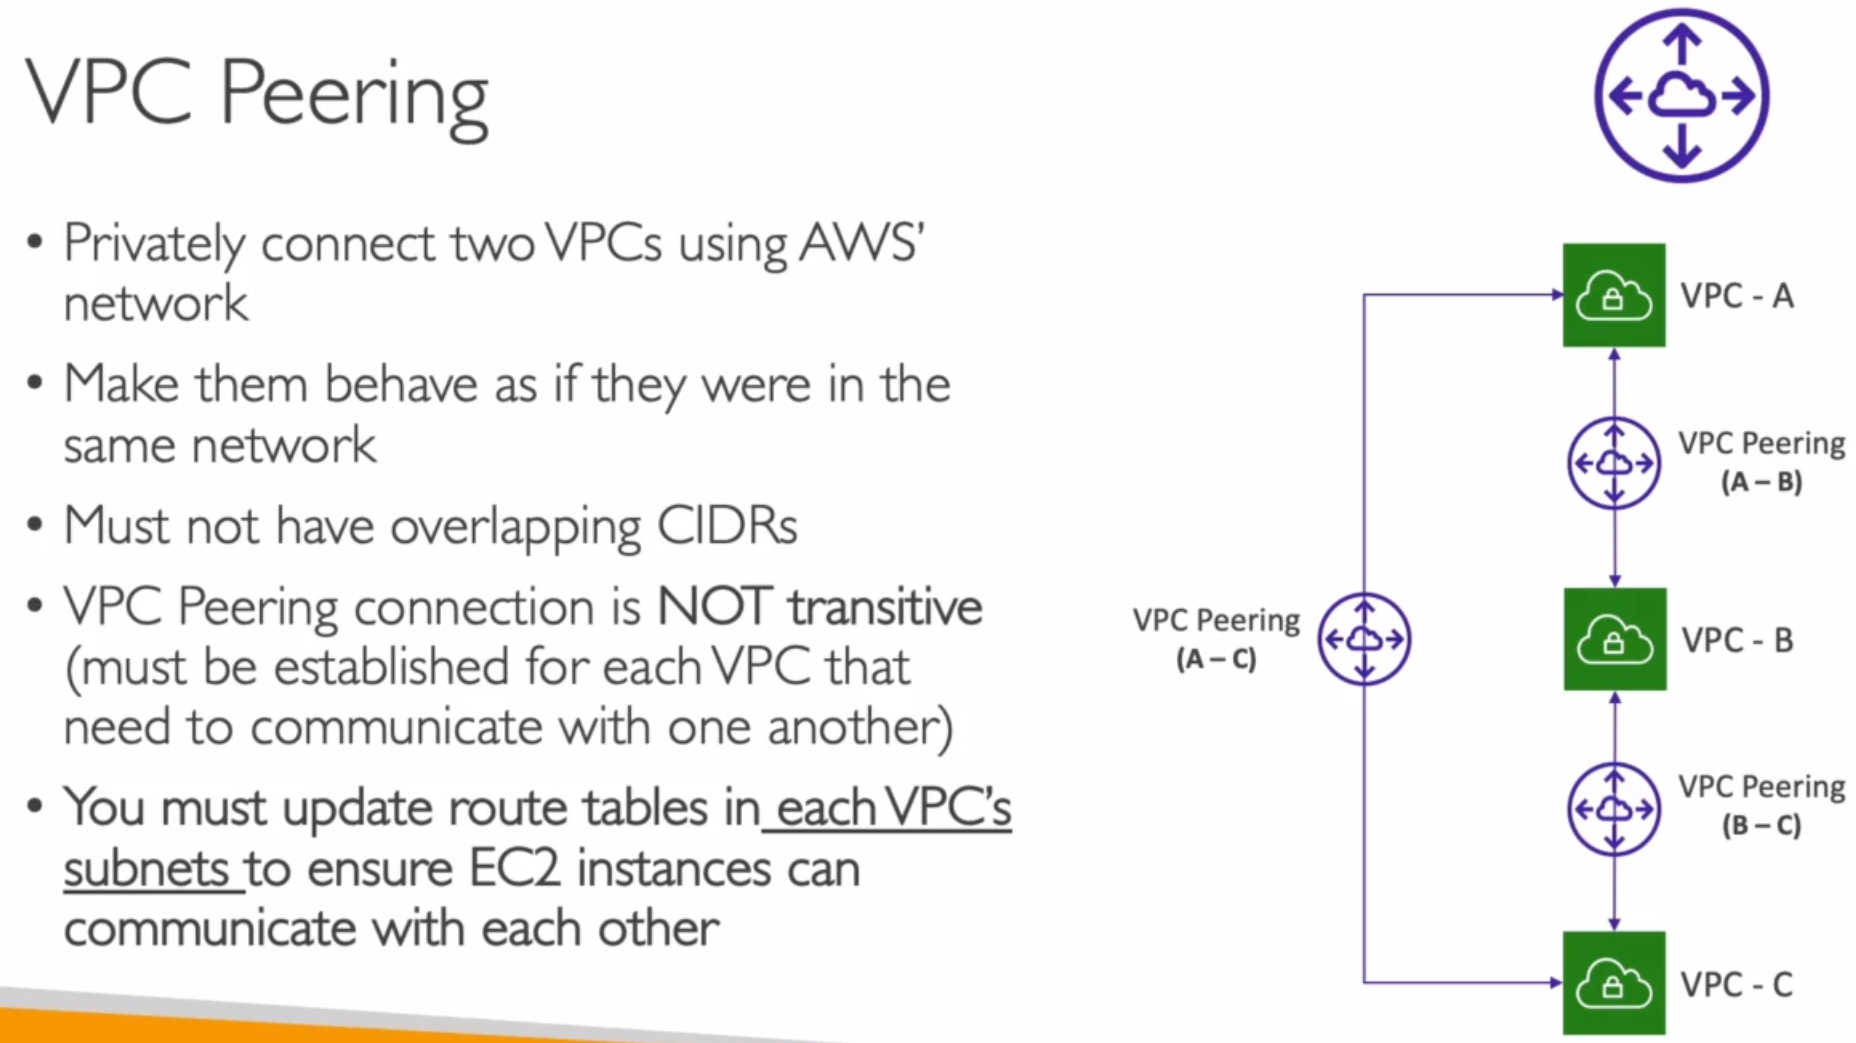 VPC Peering
• Privately connect two VPCs using AWS’
network
• Make them behave as if they were in the
same network
• Must not have overlapping CIDRs
• VPC Peering connection is NOT transitive
(must be established for each VPC that
need to communicate with one another)
• You must update route tables in each VPC’s
subnets to ensure EC2 instances can
communicate with each other
VPC - A
VPC Peering
(A – B)
VPC Peering
(A – C)
VPC - B
VPC Peering
(B – C)
VPC - C